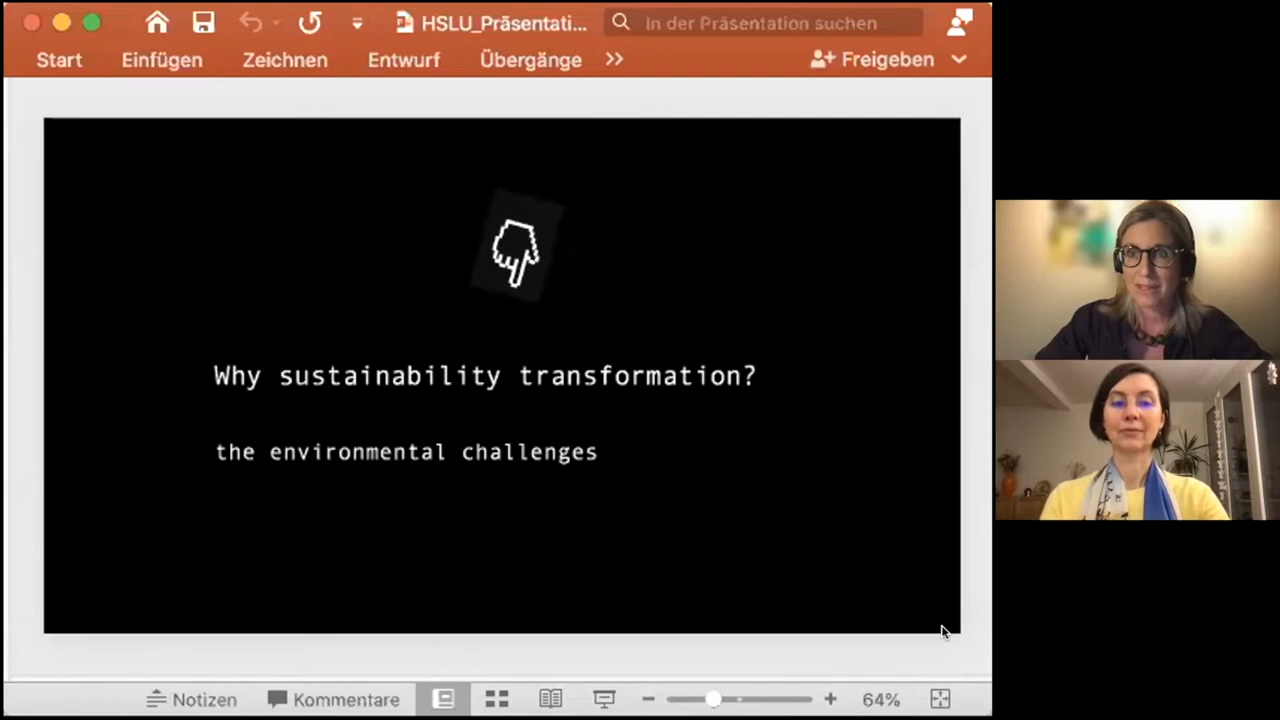 HSLU_Präsentati...
In der Präsentation suchen
Start Einfügen Zeichnen Entwurf Übergänge >> Freigeben
Why sustainability transformation?
the environmental challenges
Notizen Kommentare 64%